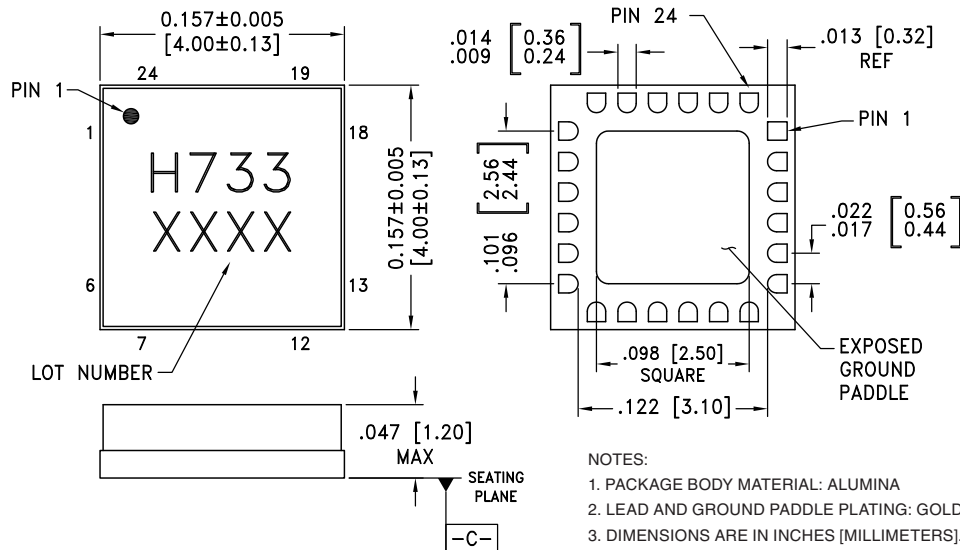 0.157±0.005
[4.00±0.13]
24
19
PIN 1
1
18
H733
XXXX
0.157±0.005
[4.00±0.13]
6
13
7
12
LOT NUMBER
PIN 24
.014
.009
[0.36
0.24]
.013 [0.32]
REF
PIN 1
[2.56
2.44]
.101
.096
.022
.017
[0.56
0.44]
.098 [2.50]
SQUARE
.122 [3.10]
EXPOSED
GROUND
PADDLE
.047 [1.20]
MAX
SEATING
PLANE
-C-
NOTES:
1. PACKAGE BODY MATERIAL: ALUMINA
2. LEAD AND GROUND PADDLE PLATING: GOLD
3. DIMENSIONS ARE IN INCHES [MILLIMETERS].